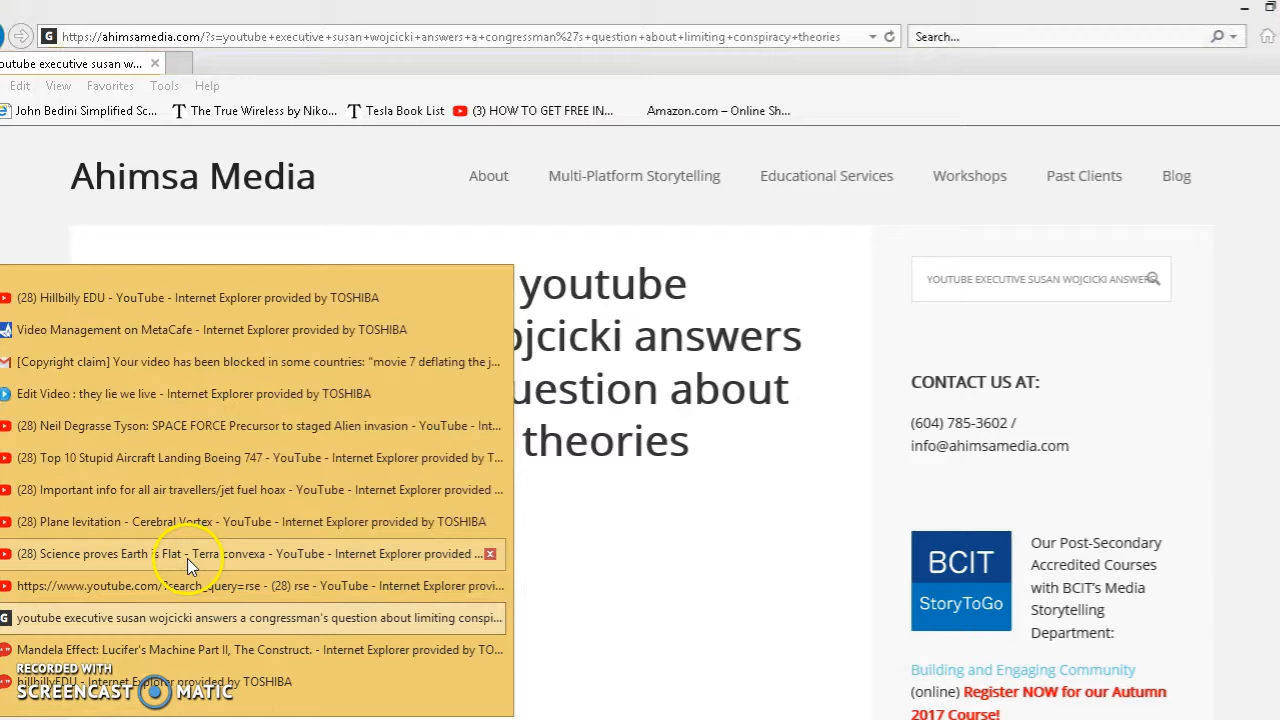 https://ahimsamedia.com/?s=youtube+executive+susan+wojcicki+answers+a+congressman%27s+question+about+limiting+conspiracy+theories
Search...
youtube executive susan w...
Edit View Favorites Tools Help
John Bedini Simplified Sc...
The True Wireless by Niko...
Tesla Book List
(3) HOW TO GET FREE IN...
Amazon.com – Online Sh...
Ahimsa Media
About
Multi-Platform Storytelling
Educational Services
Workshops
Past Clients
Blog
youtube
ojcicki answers
uestion about
theories
(28) Hillbilly EDU - YouTube - Internet Explorer provided by TOSHIBA
Video Management on MetaCafe - Internet Explorer provided by TOSHIBA
[Copyright claim] Your video has been blocked in some countries: "movie 7 deflating the j...
Edit Video : they lie we live - Internet Explorer provided by TOSHIBA
(28) Neil Degrasse Tyson: SPACE FORCE Precursor to staged Alien invasion - YouTube - Int...
(28) Top 10 Stupid Aircraft Landing Boeing 747 - YouTube - Internet Explorer provided by T...
(28) Important info for all air travellers/jet fuel hoax - YouTube - Internet Explorer provided ...
(28) Plane levitation - Cerebral Vortex - YouTube - Internet Explorer provided by TOSHIBA
(28) Science proves Earth is Flat - Terra convexa - YouTube - Internet Explorer provided ...
https://www.youtube.com/?search_query=rse - (28) rse - YouTube - Internet Explorer provi...
youtube executive susan wojcicki answers a congressman's question about limiting conspi...
Mandela Effect: Lucifer's Machine Part II, The Construct. - Internet Explorer provided by TO...
hillbillyEDU - Internet Explorer provided by TOSHIBA
RECORDED WITH
SCREENCAST MATIC
YOUTUBE EXECUTIVE SUSAN WOJCICKI ANSWERS
CONTACT US AT:
(604) 785-3602 /
info@ahimsamedia.com
BCIT
StoryToGo
Our Post-Secondary
Accredited Courses
with BCIT's Media
Storytelling
Department:
Building and Engaging Community
(online) Register NOW for our Autumn
2017 Course!